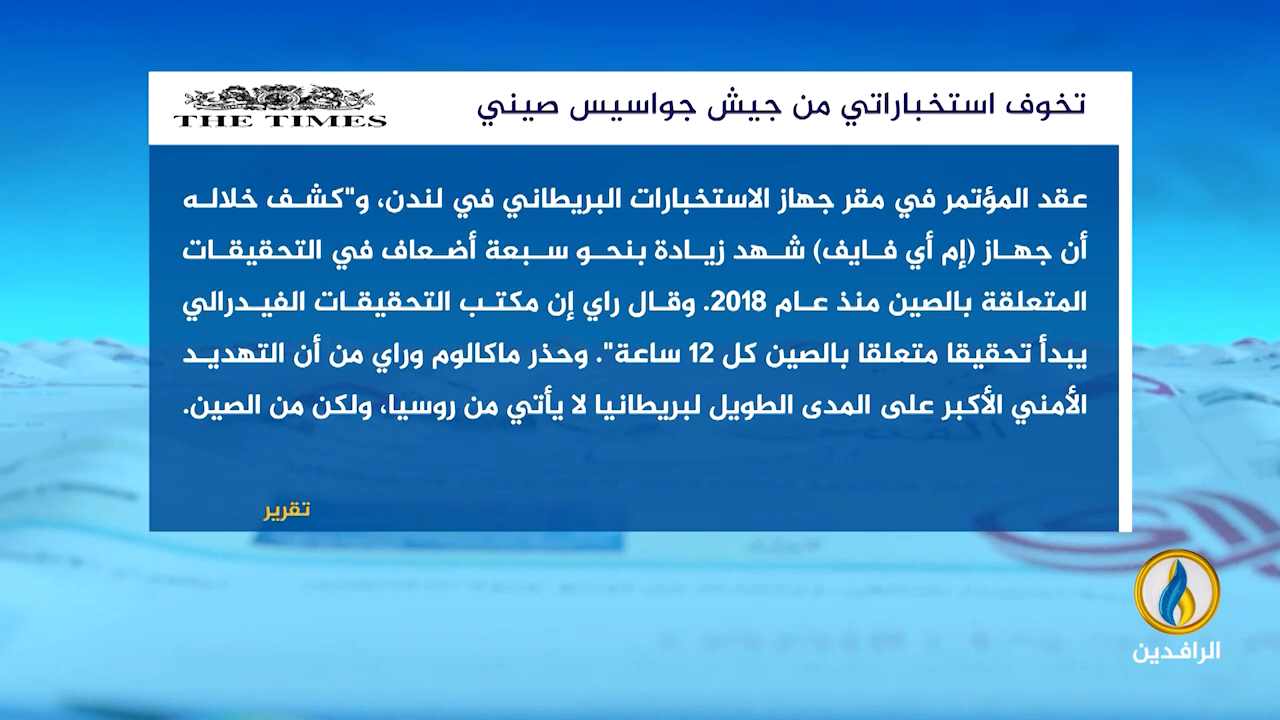 THE TIMES
تخوف استخباراتي من جيش جواسيس صيني
عقد المؤتمر في مقر جهاز الاستخبارات البريطاني في لندن، و"كشف خلاله
أن جهاز (إم أي فايف) شهد زيادة بنحو سبعة أضعاف في التحقيقات
المتعلقة بالصين منذ عام 2018. وقال راي إن مكتب التحقيقات الفيدرالي
يبدأ تحقيقا متعلقا بالصين كل 12 ساعة". وحذر ماكالوم وراي من أن التهديد
الأمني الأكبر على المدى الطويل لبريطانيا لا يأتي من روسيا، ولكن من الصين.
تقرير
الرافدين